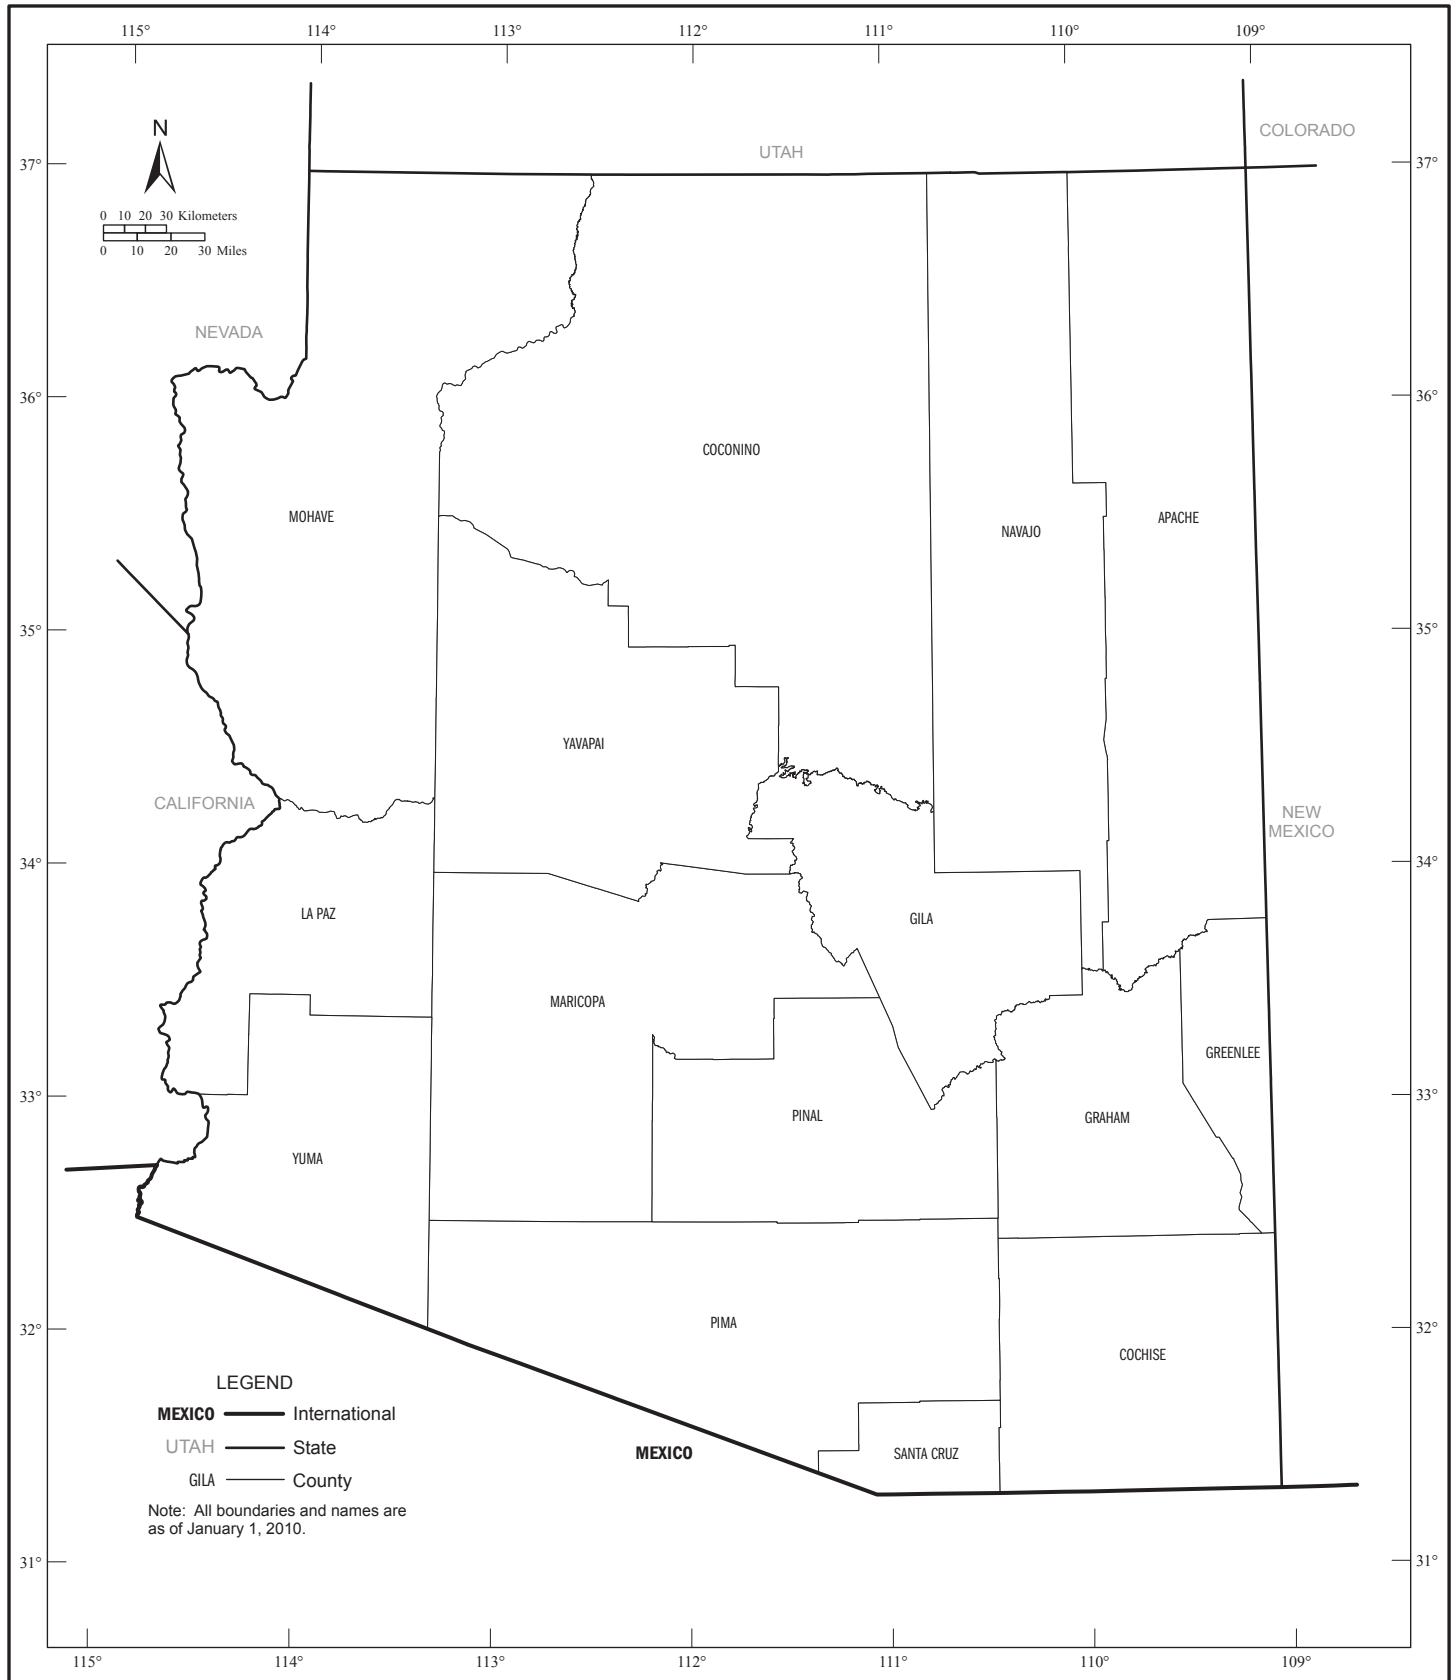 115°
114°
113°
112°
111°
110°
109°
N
COLORADO
UTAH
37°
37°
0 10 20 30 Kilometers
0 10 20 30 Miles
NEVADA
36°
36°
COCONINO
MOHAVE
NAVAJO
APACHE
35°
35°
YAVAPAI
CALIFORNIA
NEW
MEXICO
34°
34°
LA PAZ
GILA
MARICOPA
GREENLEE
33°
33°
PINAL
GRAHAM
YUMA
32°
32°
PIMA
COCHISE
LEGEND
MEXICO International
UTAH State
GILA County
Note: All boundaries and names are
as of January 1, 2010.
MEXICO
SANTA CRUZ
31°
31°
115°
114°
113°
112°
111°
110°
109°